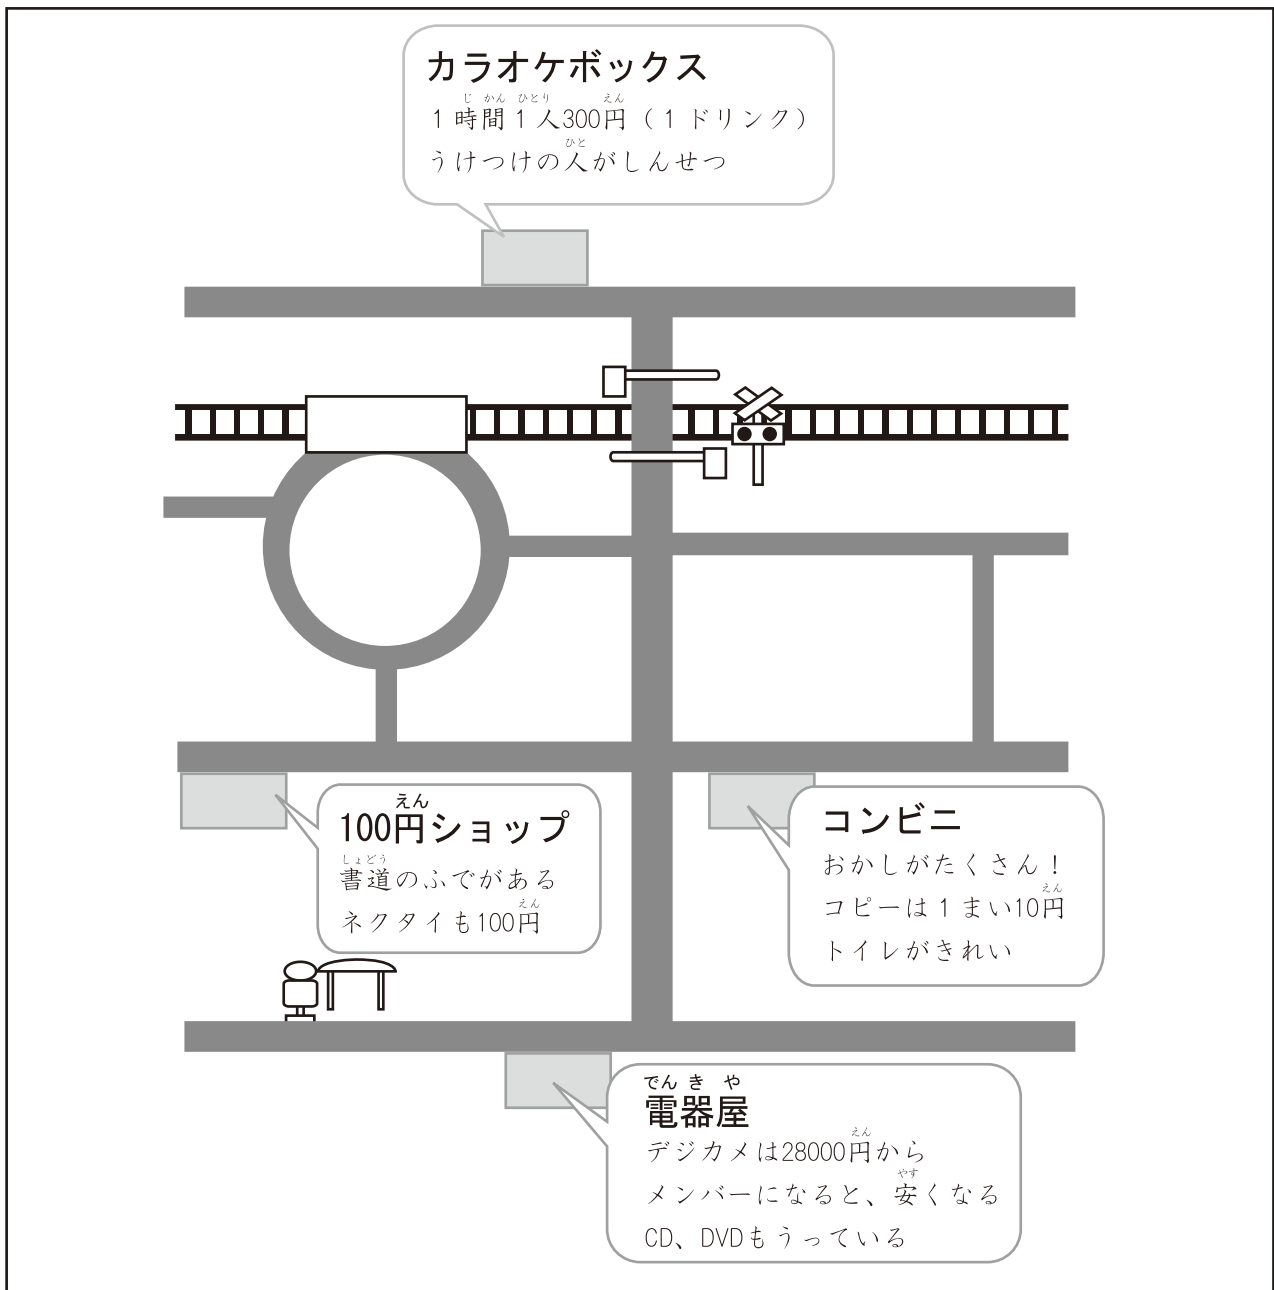 カラオケボックス
じ かん ひとり えん
1時間1人300円(1ドリンク)
ひと
うけつけの人がしんせつ
えん
100円ショップ
しょどう
書道のふでがある
えん
ネクタイも100円
コンビニ
おかしがたくさん!
えん
コピーは1まい10円
トイレがきれい
でん き や
電器屋
えん
デジカメは28000円から
やす
メンバーになると、安くなる
CD、DVDもうっている